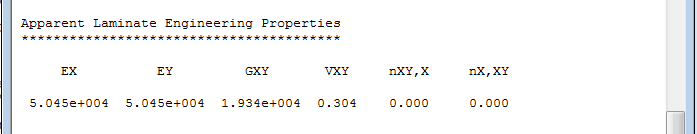 Apparent Laminate Engineering Properties
****************************************
EX EY GXY VXY nXY,X nX,XY
5.045e+004 5.045e+004 1.934e+004 0.304 0.000 0.000